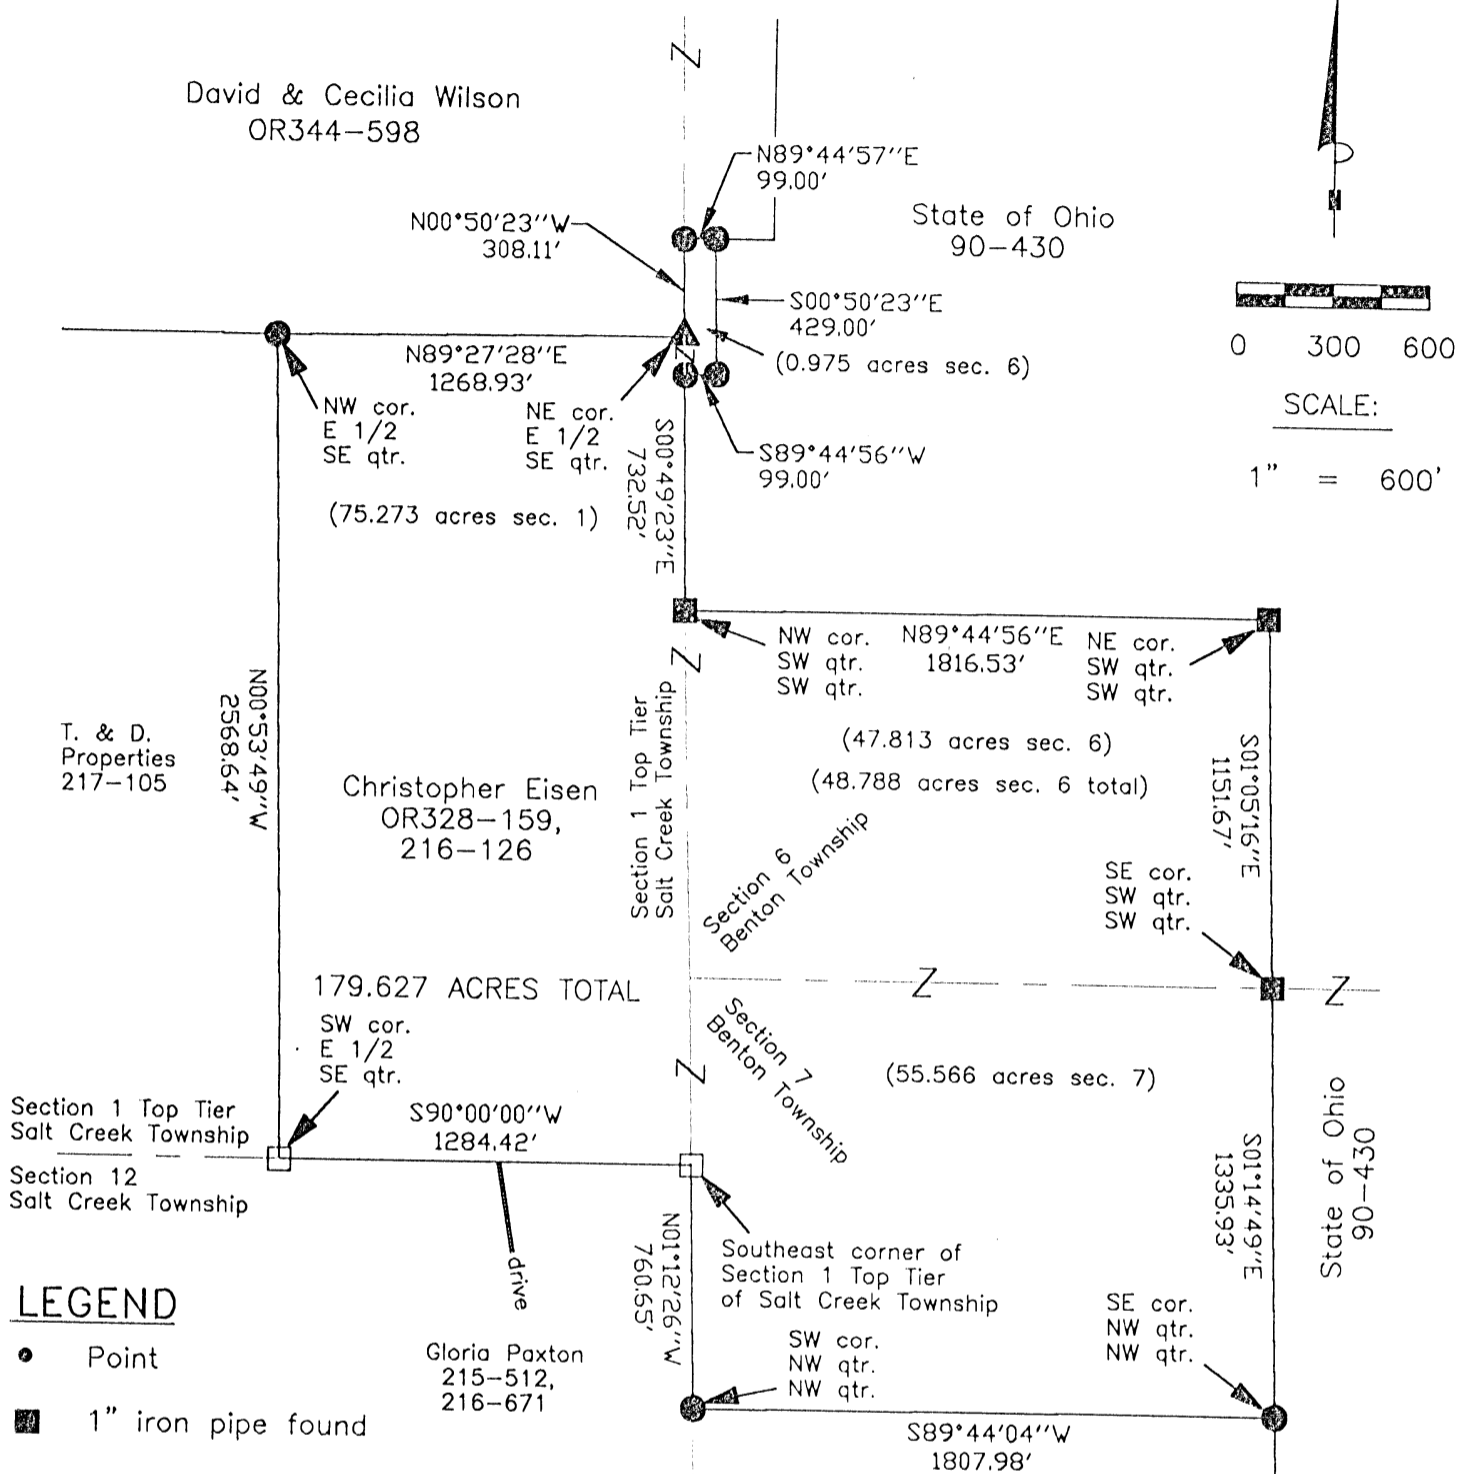 David & Cecilia Wilson
OR344-598
Z
N89°44'57"E
99.00'
N00°50'23"W
308.11'
State of Ohio
90-430
S00°50'23"E
429.00'
(0.975 acres sec. 6)
0 300 600
SCALE:
1" = 600'
N89°27'28"E
1268.93'
NW cor.
E 1/2
SE qtr.
NE cor.
E 1/2
SE qtr.
Z
S89°44'56"W
99.00'
(75.273 acres sec. 1)
S00°49'23"E
732.52'
NW cor.
SW qtr.
SW qtr.
N89°44'56"E
1816.53'
NE cor.
SW qtr.
SW qtr.
Z
N00°53'49"W
2568.64'
T. & D.
Properties
217-105
Christopher Eisen
OR328-159,
216-126
Section 1 Top Tier
Salt Creek Township
(47.813 acres sec. 6)
(48.788 acres sec. 6 total)
S01°05'16"E
1151.67'
Section 6
Benton Township
SE cor.
SW qtr.
SW qtr.
179.627 ACRES TOTAL
Z
Z
SW cor.
E 1/2
SE qtr.
Section 7
Benton Township
Z
(55.566 acres sec. 7)
Section 1 Top Tier
Salt Creek Township
Section 12
Salt Creek Township
S90°00'00"W
1284.42'
State of Ohio
90-430
S01°14'49"E
1335.93'
drive
N01°12'26"W
760.65'
Southeast corner of
Section 1 Top Tier
of Salt Creek Township
SW cor.
NW qtr.
NW qtr.
SE cor.
NW qtr.
NW qtr.
LEGEND
Point
1" iron pipe found
Gloria Paxton
215-512,
216-671
S89°44'04"W
1807.98'